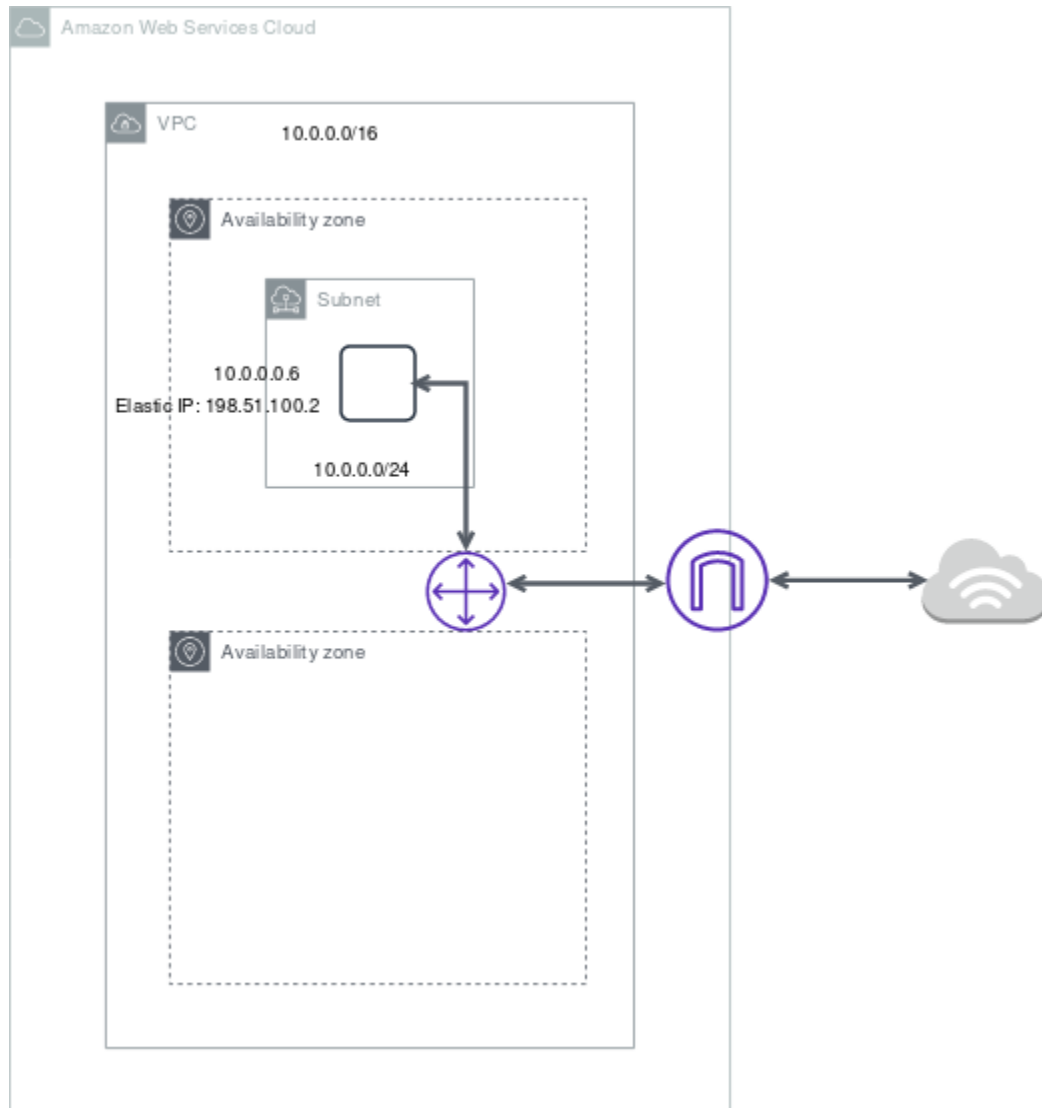 Amazon Web Services Cloud
VPC
10.0.0.0/16
Availability zone
Subnet
10.0.0.0.6
Elastic IP: 198.51.100.2
10.0.0.0/24
Availability zone